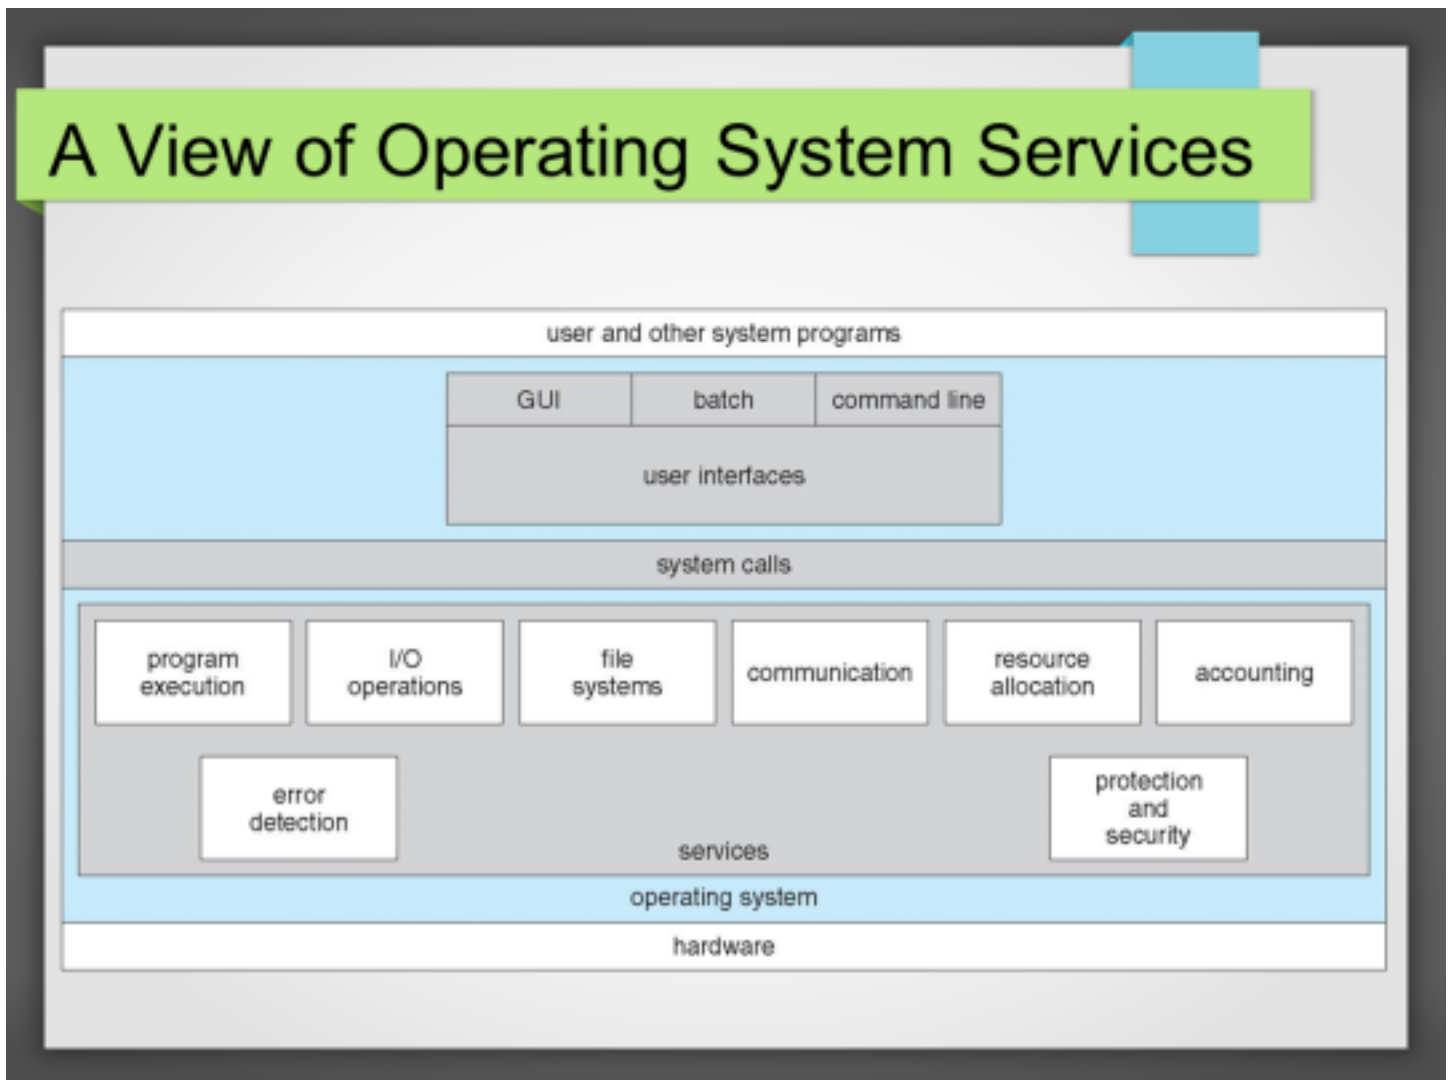 A View of Operating System Services
user and other system programs
GUI
batch
command line
user interfaces
system calls
program
execution
I/O
operations
file
systems
communication
resource
allocation
accounting
error
detection
protection
and
security
services
operating system
hardware